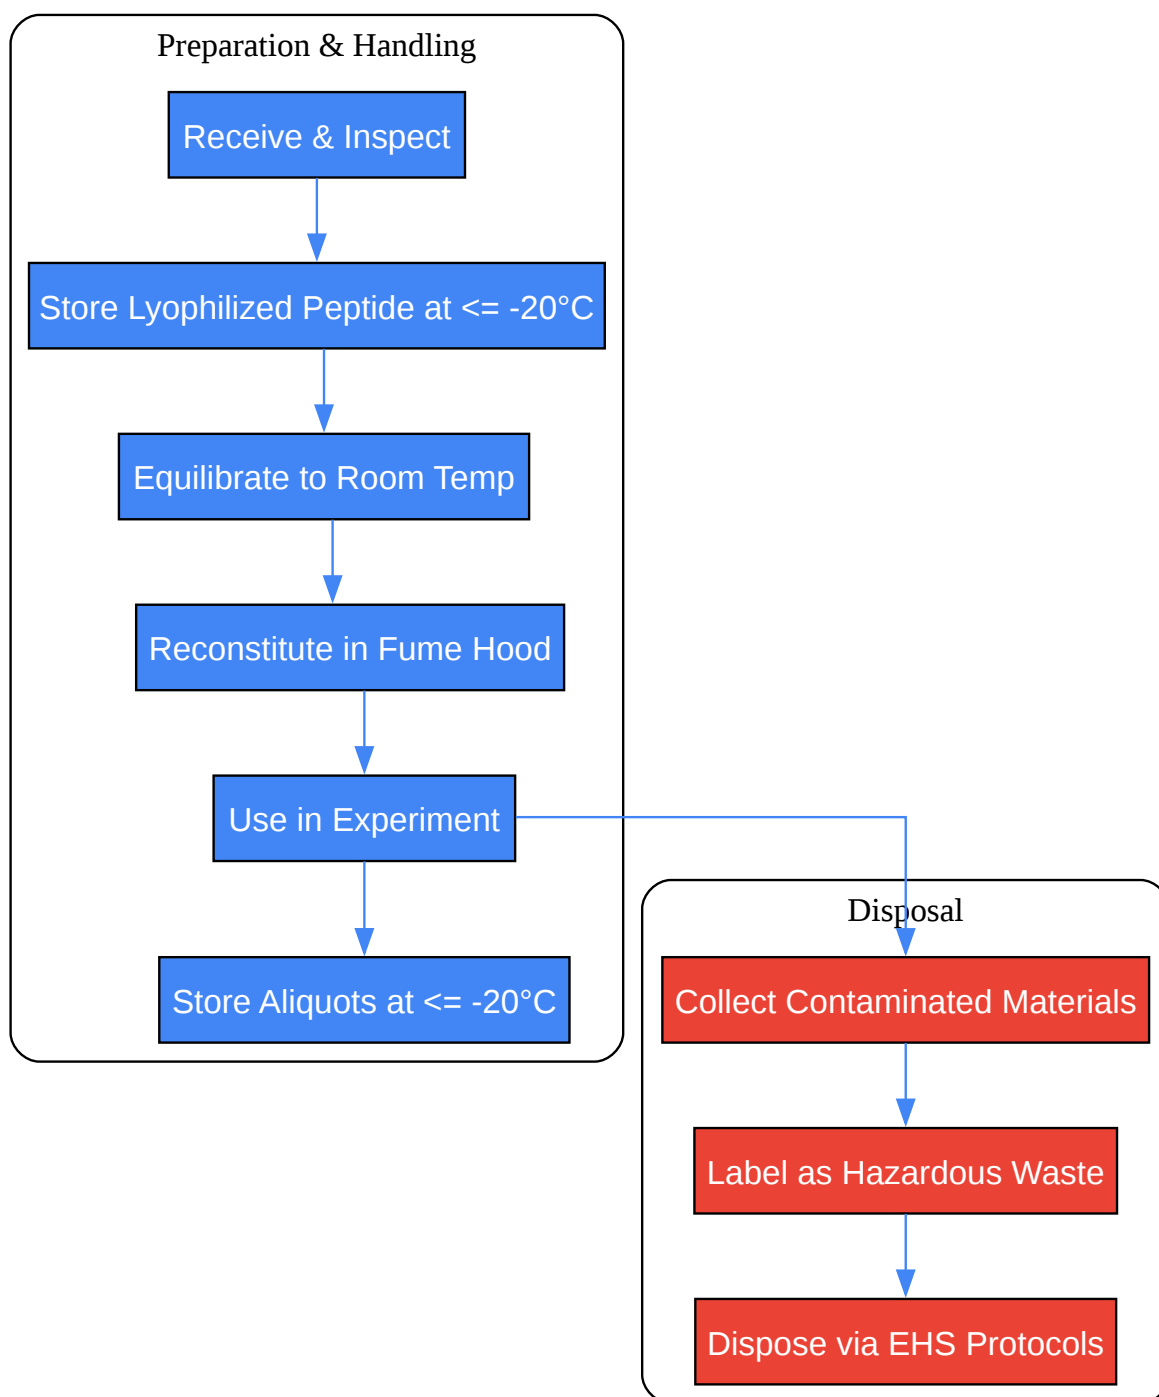 Preparation & Handling
Receive & Inspect
Store Lyophilized Peptide at <= -20°C
Equilibrate to Room Temp
Reconstitute in Fume Hood
Use in Experiment
Store Aliquots at <= -20°C
Disposal
Collect Contaminated Materials
Label as Hazardous Waste
Dispose via EHS Protocols